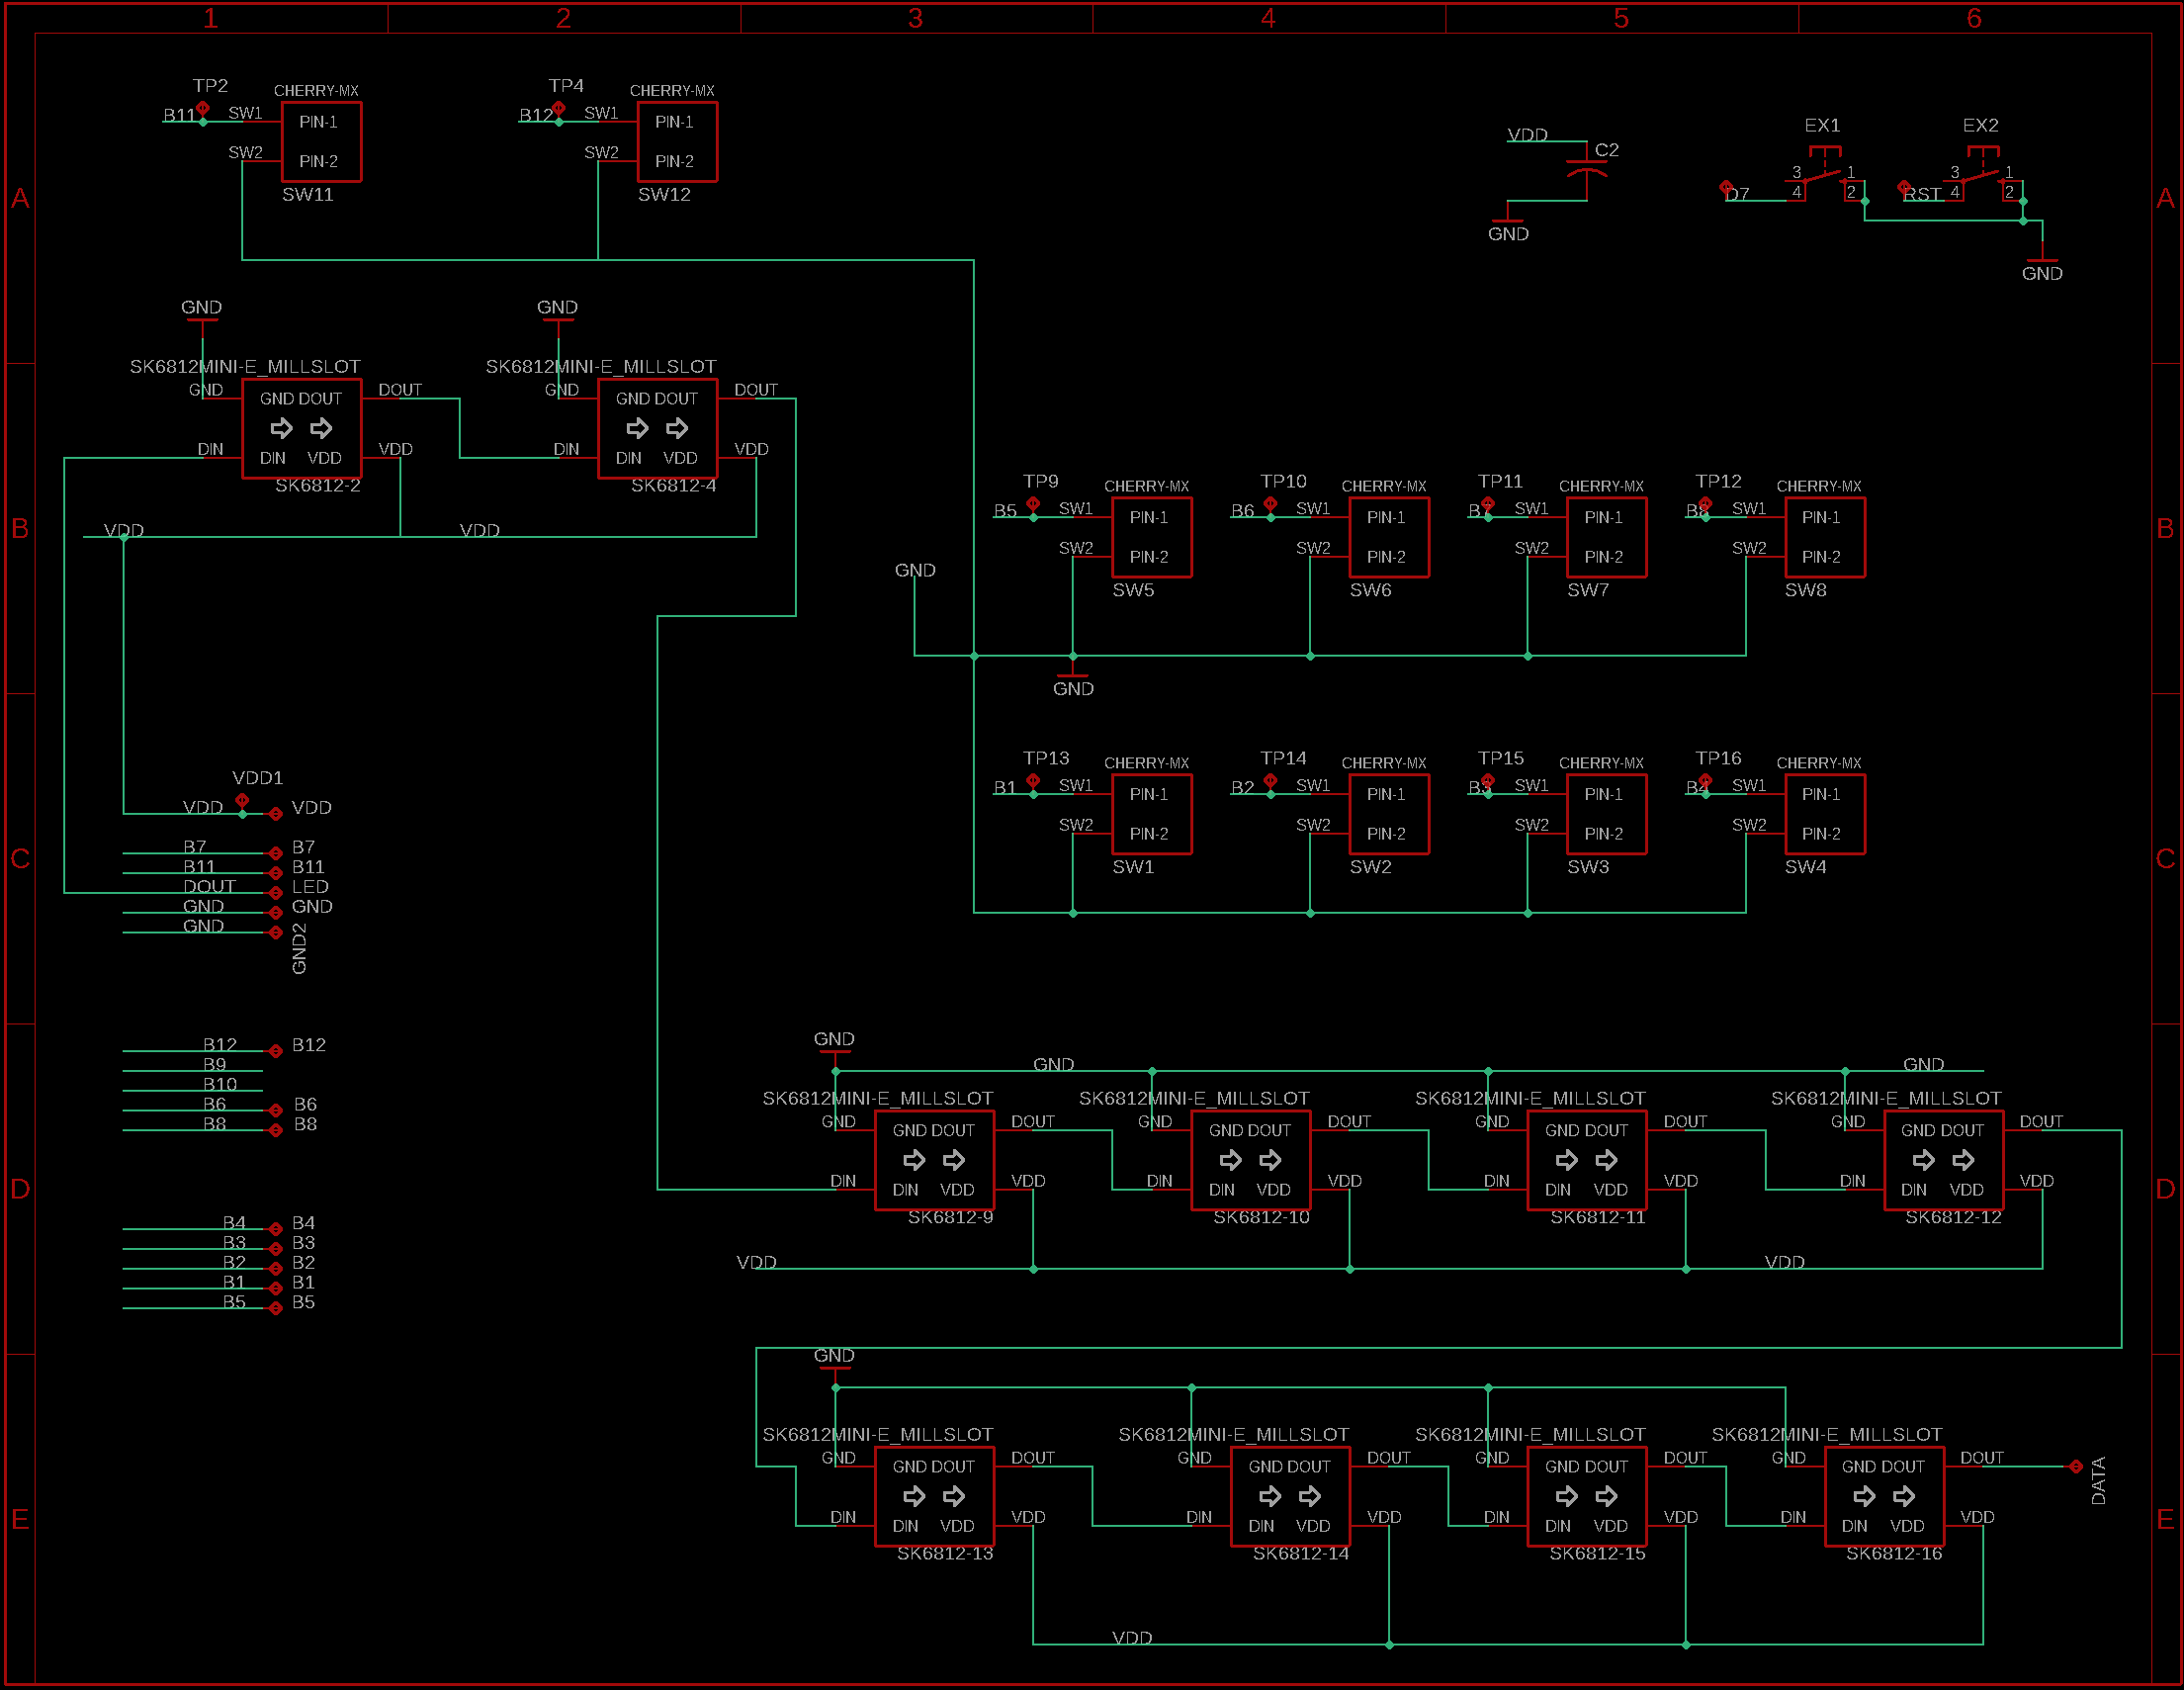 1 2 3 4 5 6
TP2 CHERRY-MX TP4 CHERRY-MX
B11 SW1 PIN-1 B12 SW1 PIN-1
SW2 PIN-2 SW2 PIN-2
SW11 SW12
VDD C2 EX1 EX2
3 1 3 1
D7 4 2 RST 4 2
A A
GND GND
GND GND
SK6812MINI-E_MILLSLOT SK6812MINI-E_MILLSLOT
GND GND DOUT DOUT GND GND DOUT DOUT
DIN DIN VDD VDD DIN DIN VDD VDD
SK6812-2 SK6812-4
VDD VDD
B B
TP9 CHERRY-MX TP10 CHERRY-MX TP11 CHERRY-MX TP12 CHERRY-MX
B5 SW1 PIN-1 B6 SW1 PIN-1 B7 SW1 PIN-1 B8 SW1 PIN-1
SW2 PIN-2 SW2 PIN-2 SW2 PIN-2 SW2 PIN-2
GND SW5 SW6 SW7 SW8
GND
TP13 CHERRY-MX TP14 CHERRY-MX TP15 CHERRY-MX TP16 CHERRY-MX
B1 SW1 PIN-1 B2 SW1 PIN-1 B3 SW1 PIN-1 B4 SW1 PIN-1
SW2 PIN-2 SW2 PIN-2 SW2 PIN-2 SW2 PIN-2
SW1 SW2 SW3 SW4
VDD1
VDD VDD
B7 B7
C C
B11 B11
DOUT LED
GND GND
GND GND2
B12 B12
B9
B10
B6 B6
B8 B8
GND GND GND
SK6812MINI-E_MILLSLOT SK6812MINI-E_MILLSLOT SK6812MINI-E_MILLSLOT SK6812MINI-E_MILLSLOT
GND GND DOUT DOUT GND GND DOUT DOUT GND GND DOUT DOUT GND GND DOUT DOUT
DIN DIN VDD VDD DIN DIN VDD VDD DIN DIN VDD VDD DIN DIN VDD VDD
D D
SK6812-9 SK6812-10 SK6812-11 SK6812-12
B4 B4
B3 B3
B2 B2
B1 B1
B5 B5
VDD VDD
GND
SK6812MINI-E_MILLSLOT SK6812MINI-E_MILLSLOT SK6812MINI-E_MILLSLOT SK6812MINI-E_MILLSLOT
GND GND DOUT DOUT GND GND DOUT DOUT GND GND DOUT DOUT GND GND DOUT DOUT DATA
DIN DIN VDD VDD DIN DIN VDD VDD DIN DIN VDD VDD DIN DIN VDD VDD
E E
SK6812-13 SK6812-14 SK6812-15 SK6812-16
VDD